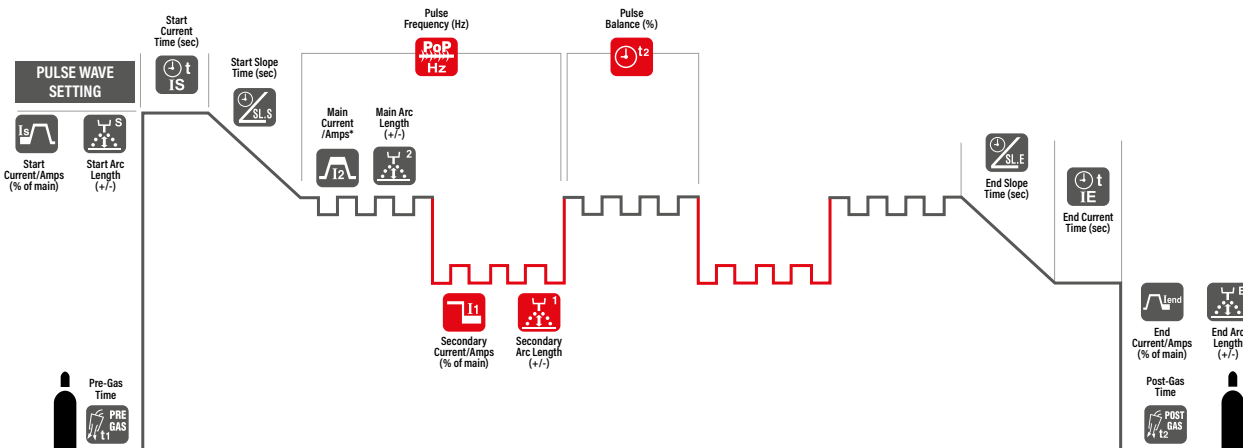 PULSE WAVE
SETTING
Start
Current
Time (sec)
t
IS
Start Slope
Time (sec)
SL.S
Pulse
Frequency (Hz)
PoP
Hz
Pulse
Balance (%)
t2
Is
Start
Current/Amps
(% of main)
S
Start Arc
Length
(+/-)
Main
Current
/Amps*
I2
Main Arc
Length
(+/-)
2
I1
Secondary
Current/Amps
(% of main)
1
Secondary
Arc Length
(+/-)
SL.E
End Slope
Time (sec)
t
IE
End Current
Time (sec)
Iend
End
Current/Amps
(% of main)
E
End Arc
Length
(+/-)
Pre-Gas
Time
PRE
GAS
t1
Post-Gas
Time
POST
GAS
t2